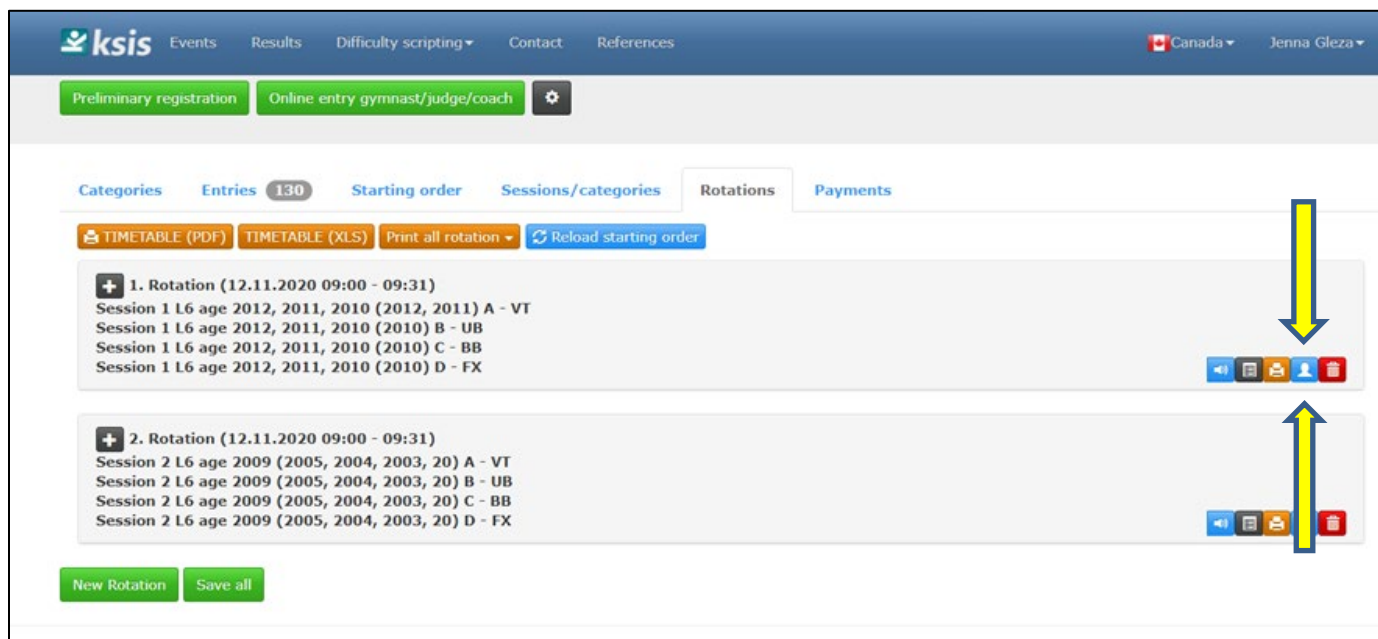 ksis Events Results Difficulty scripting Contact References Canada Jenna Gleza
Preliminary registration Online entry gymnast/judge/coach
Categories Entries 130 Starting order Sessions/categories Rotations Payments
TIMETABLE (PDF) TIMETABLE (XLS) Print all rotation Reload starting order
1. Rotation (12.11.2020 09:00 - 09:31)
Session 1 L6 age 2012, 2011, 2010 (2012, 2011) A - VT
Session 1 L6 age 2012, 2011, 2010 (2010) B - UB
Session 1 L6 age 2012, 2011, 2010 (2010) C - BB
Session 1 L6 age 2012, 2011, 2010 (2010) D - FX
2. Rotation (12.11.2020 09:00 - 09:31)
Session 2 L6 age 2009 (2005, 2004, 2003, 20) A - VT
Session 2 L6 age 2009 (2005, 2004, 2003, 20) B - UB
Session 2 L6 age 2009 (2005, 2004, 2003, 20) C - BB
Session 2 L6 age 2009 (2005, 2004, 2003, 20) D - FX
New Rotation Save all